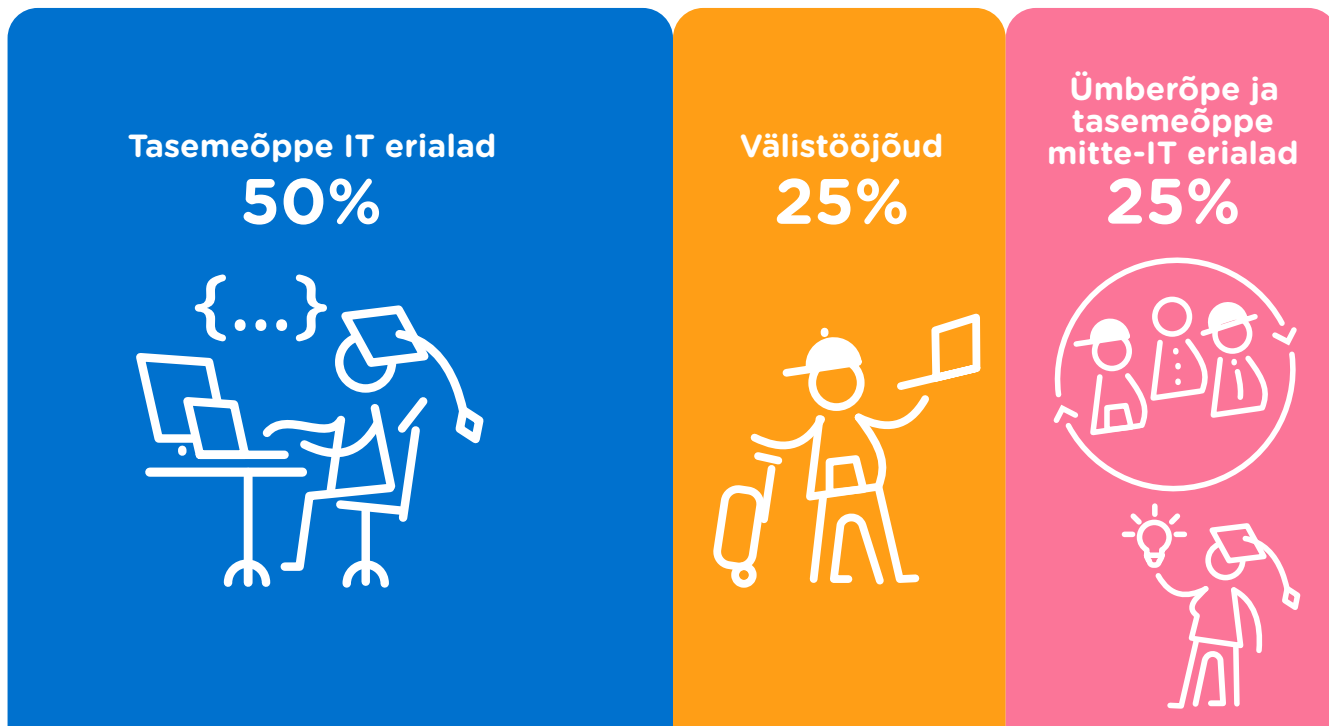 Tasemeõppe IT erialad
50%
{...}
Välistööjõud
25%
Ümberõpe ja
tasemeõppe
mitte-IT erialad
25%